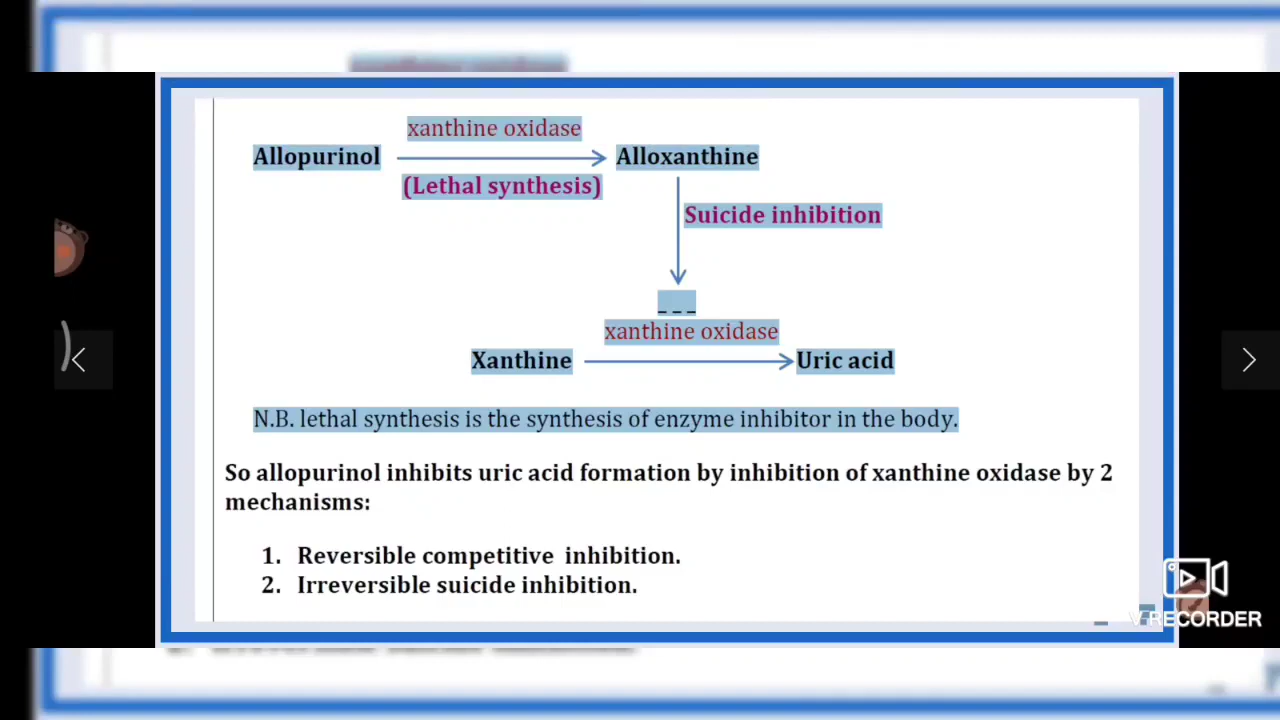 xanthine oxidase
Allopurinol
Alloxanthine
(Lethal synthesis)
Suicide inhibition
_ _ _
xanthine oxidase
Xanthine
Uric acid
N.B. lethal synthesis is the synthesis of enzyme inhibitor in the body.
So allopurinol inhibits uric acid formation by inhibition of xanthine oxidase by 2
mechanisms:
1. Reversible competitive inhibition.
2. Irreversible suicide inhibition.
V RECORDER